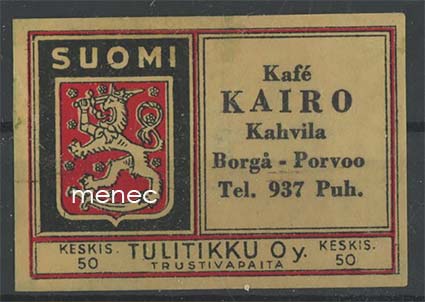 SUOMI
menec
Kafé
KAIRO
Kahvila
Borgå - Porvoo
Tel. 937 Puh.
KESKIS.
50
TULITIKKU Oy.
TRUSTIVAPAITA
KESKIS.
50